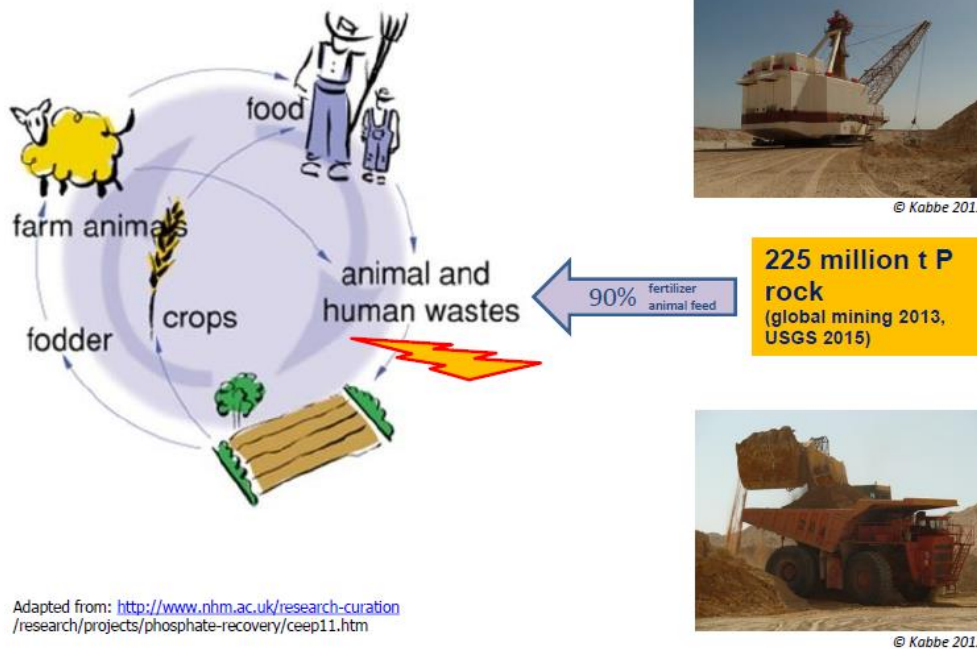 food
farm animals
animal and
human wastes
crops
fodder
90% fertilizer
animal feed
225 million t P
rock
(global mining 2013,
USGS 2015)
© Kabbe 201
© Kabbe 201
Adapted from: http://www.nhm.ac.uk/research-curation
/research/projects/phosphate-recovery/ceep11.htm